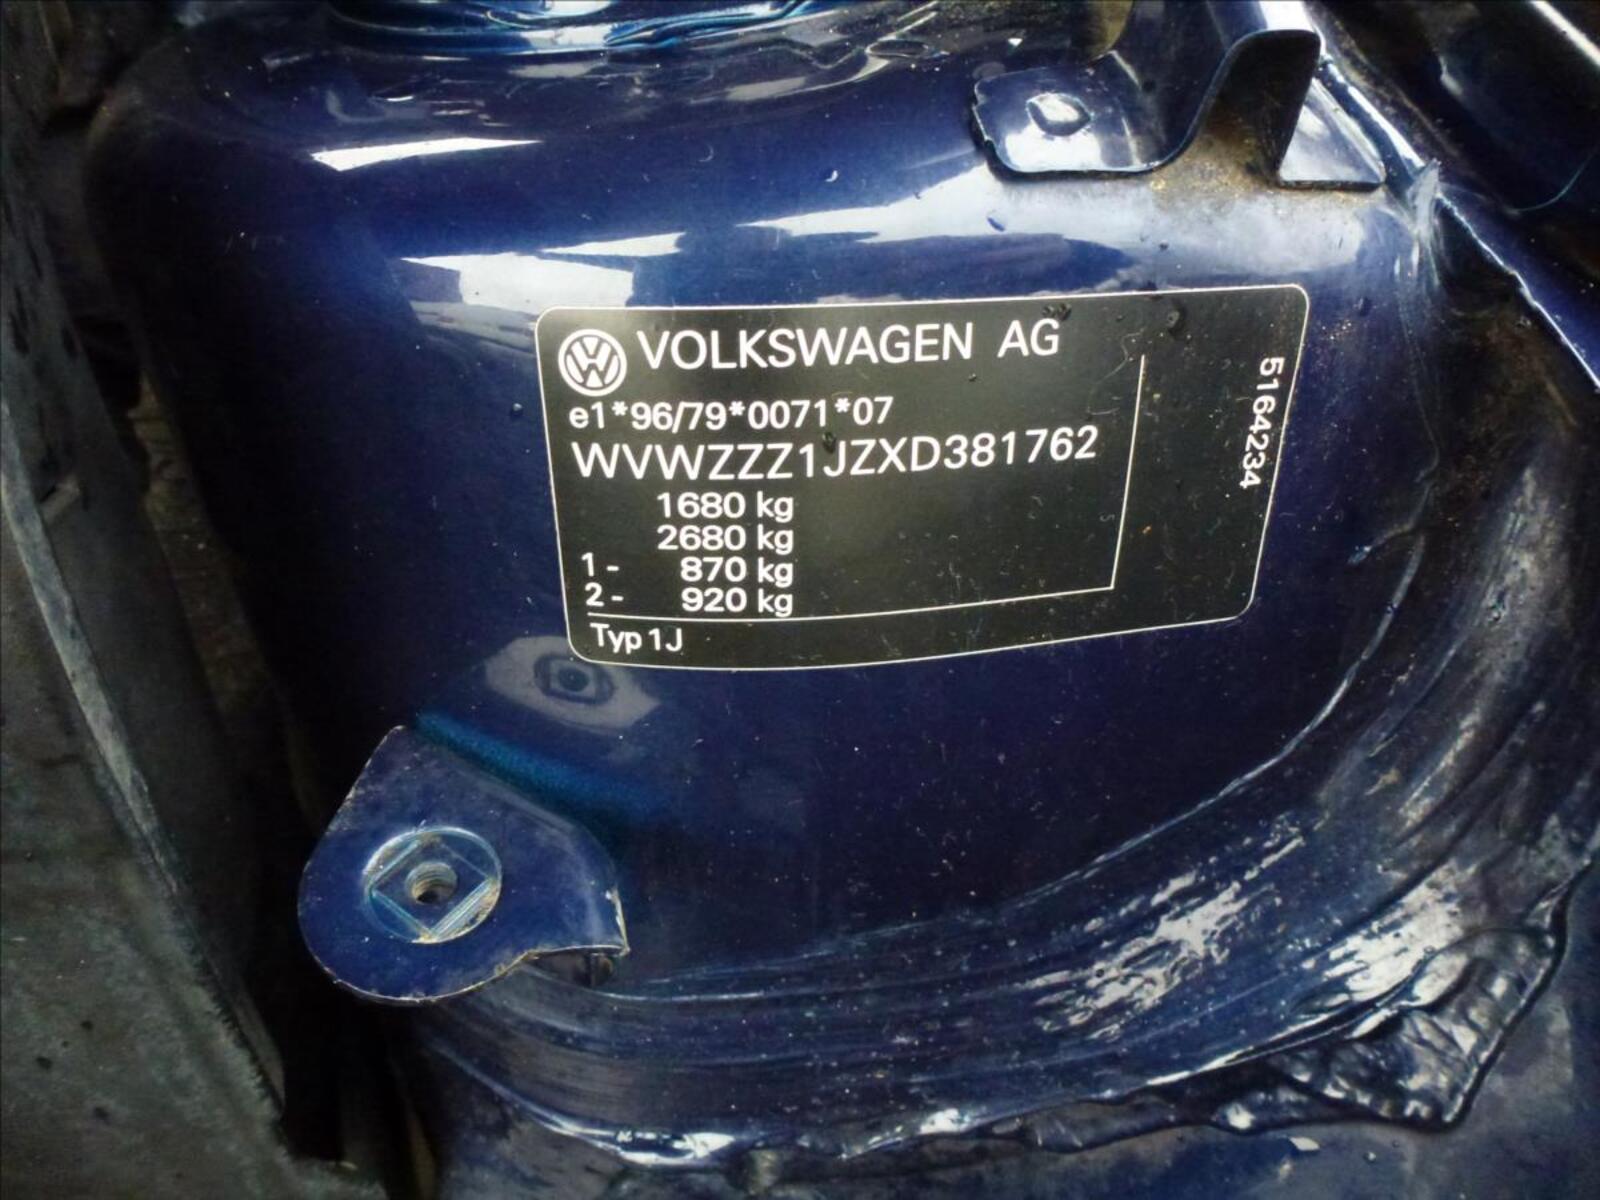 VOLKSWAGEN AG
e1*96/79*0071*07
WVWZZZ1JZXD381762
1680 kg
2680 kg
1- 870 kg
2- 920 kg
Typ 1J
5164234